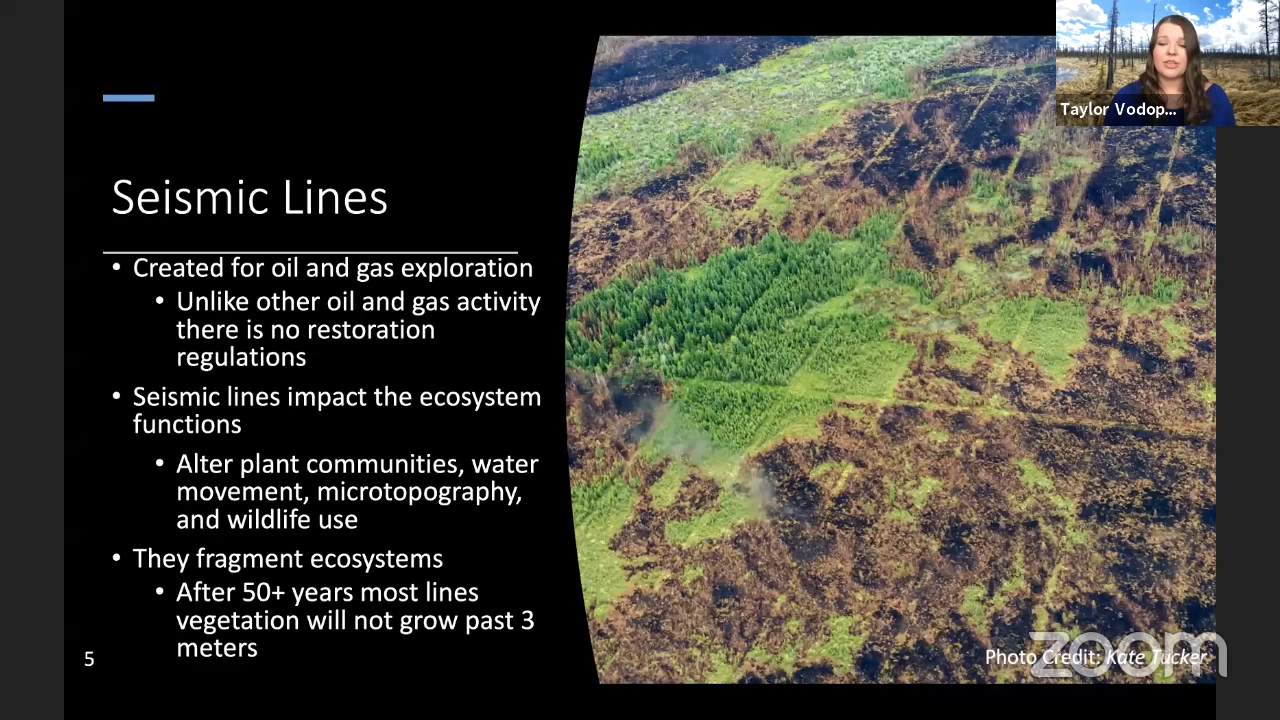 Taylor Vodop...
Seismic Lines
• Created for oil and gas exploration
• Unlike other oil and gas activity
there is no restoration
regulations
• Seismic lines impact the ecosystem
functions
• Alter plant communities, water
movement, microtopography,
and wildlife use
• They fragment ecosystems
• After 50+ years most lines
vegetation will not grow past 3
meters
5
Photo Credit: Kate Tucker
zoom